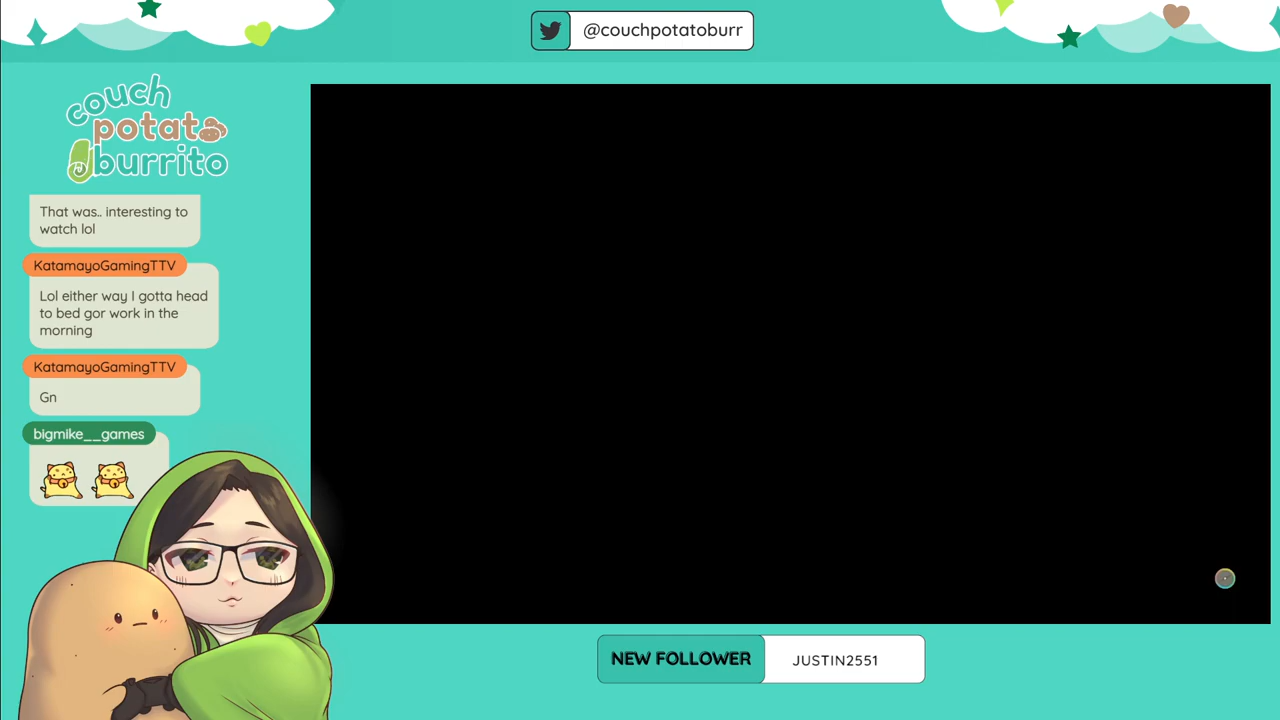 @couchpotatoburr
couch
potato
burrito
That was.. interesting to
watch lol
KatamayoGamingTTV
Lol either way I gotta head
to bed gor work in the
morning
KatamayoGamingTTV
Gn
bigmike__games
NEW FOLLOWER
JUSTIN2551